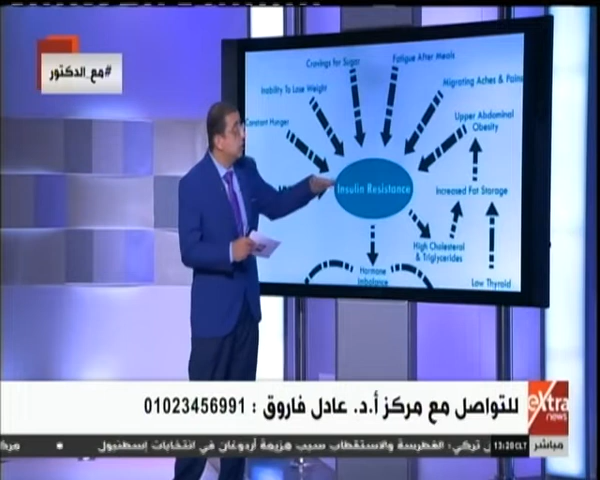 #مع_الدكتور
Cravings for Sugar
Fatigue After Meals
Inability To Lose Weight
Migrating Aches & Pains
Constant Hunger
Upper Abdominal
Obesity
Insulin Resistance
Increased Fat Storage
High Cholesterol
& Triglycerides
Hormone
Imbalance
Low Thyroid
للتواصل مع مركز أ.د. عادل فاروق : 01023456991
eXtra
news
مباشر
13:20CLT
تركي: الغطرسة والاستقطاب سبب هزيمة أردوغان في انتخابات إسطنبول